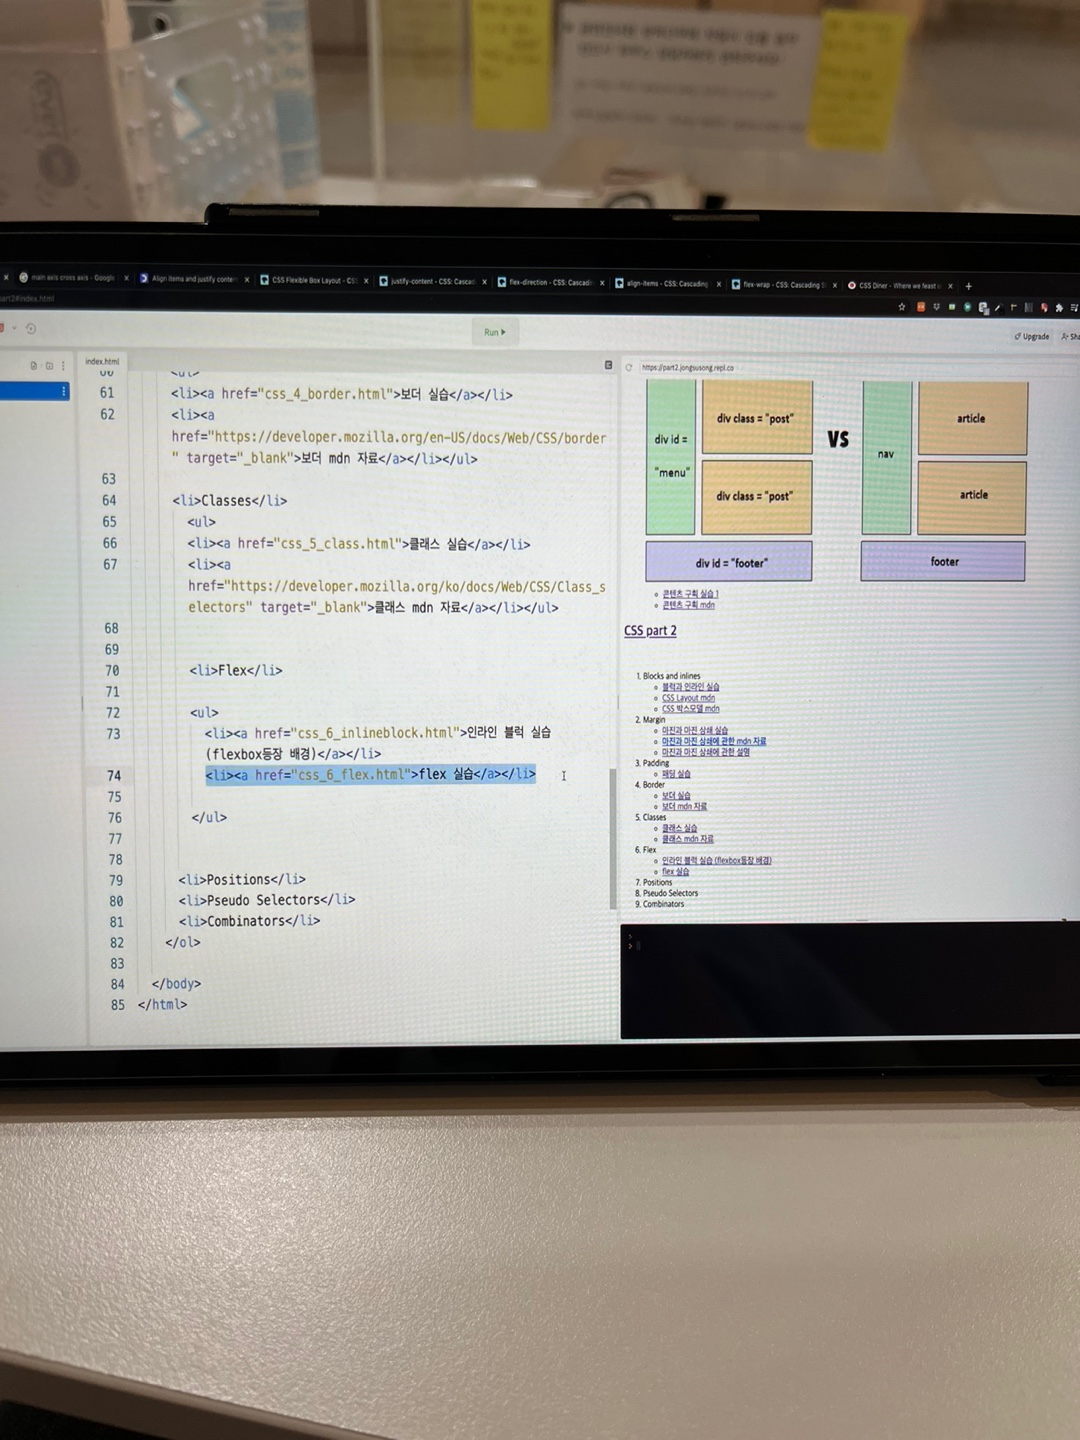 main axis cross axis - Google
Align items and justify conte
CSS Flexible Box Layout - CS
justify-content - CSS: Cascad
flex-direction - CSS: Cascadi
align-items - CSS: Cascading
flex-wrap - CSS: Cascading S
CSS Diner - Where we feast
art2#index.html
Run
Upgrade
Sha
index.html
https://part2.jongsusong.repl.co
60 <ul>
61 <li><a href="css_4_border.html">보더 실습</a></li>
62 <li><a
href="https://developer.mozilla.org/en-US/docs/Web/CSS/border
" target="_blank">보더 mdn 자료</a></li></ul>
63
64 <li>Classes</li>
65 <ul>
66 <li><a href="css_5_class.html">클래스 실습</a></li>
67 <li><a
href="https://developer.mozilla.org/ko/docs/Web/CSS/Class_s
electors" target="_blank">클래스 mdn 자료</a></li></ul>
68
69
70 <li>Flex</li>
71
72 <ul>
73 <li><a href="css_6_inlineblock.html">인라인 블럭 실습
(flexbox등장 배경)</a></li>
74 <li><a href="css_6_flex.html">flex 실습</a></li>
75
76 </ul>
77
78
79 <li>Positions</li>
80 <li>Pseudo Selectors</li>
81 <li>Combinators</li>
82 </ol>
83
84 </body>
85 </html>
div id =
"menu"
div class = "post"
div class = "post"
div id = "footer"
VS
nav
article
article
footer
콘텐츠 구획 실습 1
콘텐츠 구획 mdn
CSS part 2
1. Blocks and inlines
블럭과 인라인 실습
CSS Layout mdn
CSS 박스모델 mdn
2. Margin
마진과 마진 상쇄 실습
마진과 마진 상쇄에 관한 mdn 자료
마진과 마진 상쇄에 관한 설명
3. Padding
패딩 실습
4. Border
보더 실습
보더 mdn 자료
5. Classes
클래스 실습
클래스 mdn 자료
6. Flex
인라인 블럭 실습 (flexbox등장 배경)
flex 실습
7. Positions
8. Pseudo Selectors
9. Combinators